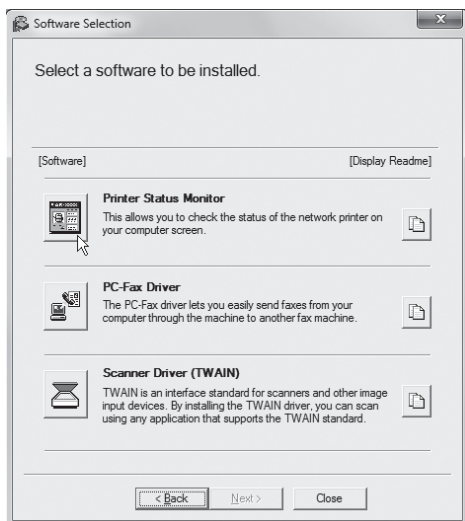 Software Selection
Select a software to be installed.
[Software] [Display Readme]
Printer Status Monitor
This allows you to check the status of the network printer on
your computer screen.
PC-Fax Driver
The PC-Fax driver lets you easily send faxes from your
computer through the machine to another fax machine.
Scanner Driver (TWAIN)
TWAIN is an interface standard for scanners and other image
input devices. By installing the TWAIN driver, you can scan
using any application that supports the TWAIN standard.
< Back Next > Close